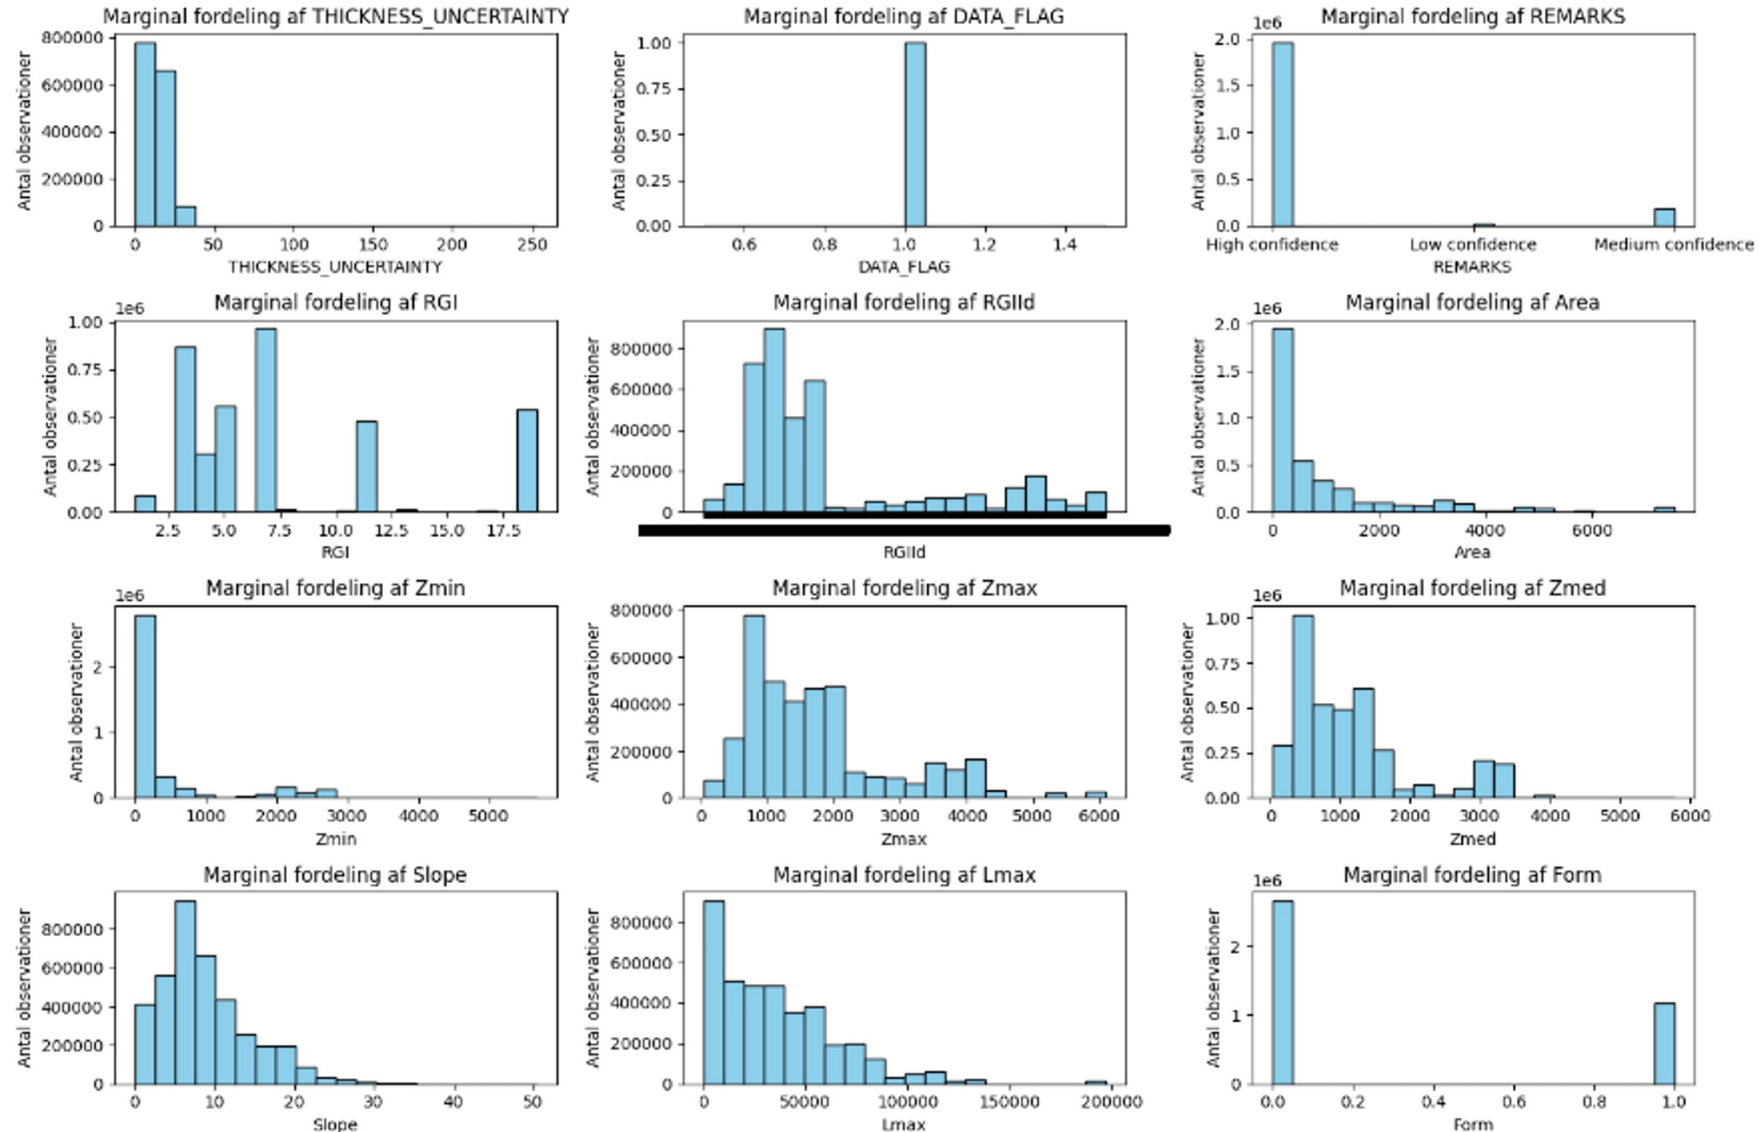 Marginal fordeling af THICKNESS_UNCERTAINTY
Antal observationer
800000
600000
400000
200000
0
0 50 100 150 200 250
THICKNESS_UNCERTAINTY
Marginal fordeling af DATA_FLAG
Antal observationer
1.00
0.75
0.50
0.25
0.00
0.6 0.8 1.0 1.2 1.4
DATA_FLAG
Marginal fordeling af REMARKS
1e6
Antal observationer
2.0
1.5
1.0
0.5
0.0
High confidence Low confidence Medium confidence
REMARKS
Marginal fordeling af RGI
1e6
Antal observationer
1.00
0.75
0.50
0.25
0.00
2.5 5.0 7.5 10.0 12.5 15.0 17.5
RGI
Marginal fordeling af RGIId
Antal observationer
800000
600000
400000
200000
0
RGIId
Marginal fordeling af Area
1e6
Antal observationer
2.0
1.5
1.0
0.5
0.0
0 2000 4000 6000
Area
Marginal fordeling af Zmin
1e6
Antal observationer
2
1
0
0 1000 2000 3000 4000 5000
Zmin
Marginal fordeling af Zmax
Antal observationer
800000
600000
400000
200000
0
0 1000 2000 3000 4000 5000 6000
Zmax
Marginal fordeling af Zmed
1e6
Antal observationer
1.00
0.75
0.50
0.25
0.00
0 1000 2000 3000 4000 5000 6000
Zmed
Marginal fordeling af Slope
Antal observationer
800000
600000
400000
200000
0
0 10 20 30 40 50
Slope
Marginal fordeling af Lmax
Antal observationer
800000
600000
400000
200000
0
0 50000 100000 150000 200000
Lmax
Marginal fordeling af Form
1e6
Antal observationer
2
1
0
0.0 0.2 0.4 0.6 0.8 1.0
Form